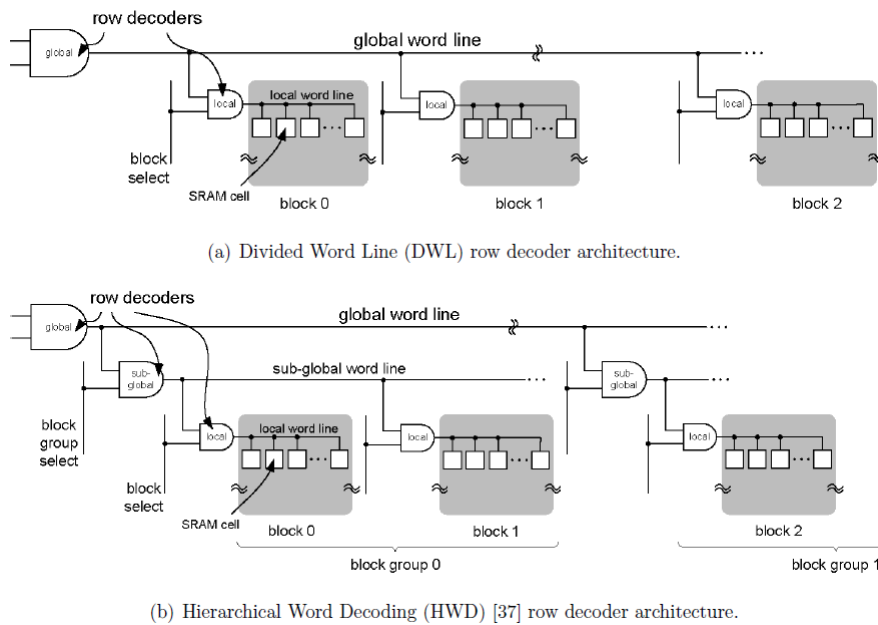 row decoders
global
global word line
...
local
local word line
local
local
block select
SRAM cell
block 0
block 1
block 2
(a) Divided Word Line (DWL) row decoder architecture.
row decoders
global
global word line
...
sub-global
sub-global word line
...
sub-global
...
block group select
local
local word line
local
local
block select
SRAM cell
block 0
block 1
block 2
block group 0
block group 1
(b) Hierarchical Word Decoding (HWD) [37] row decoder architecture.